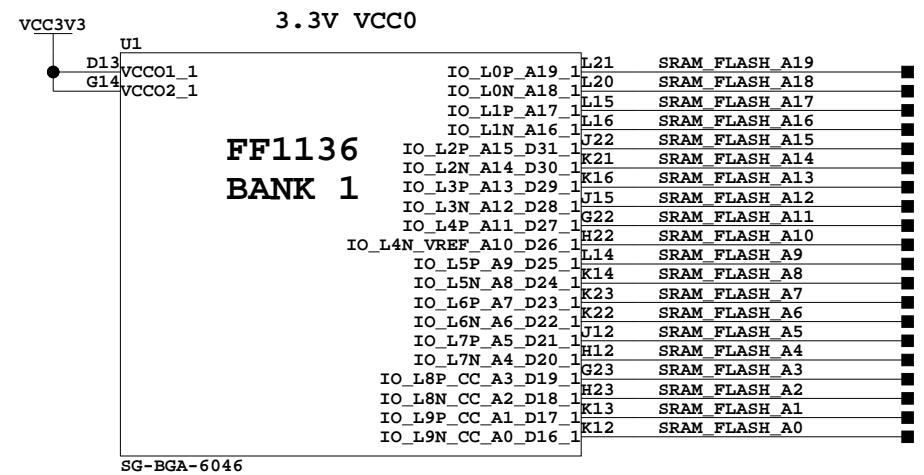 3.3V VCC0
VCC3V3
U1
D13 VCCO1_1 IO_L0P_A19_1 L21 SRAM_FLASH_A19
G14 VCCO2_1 IO_L0N_A18_1 L20 SRAM_FLASH_A18
IO_L1P_A17_1 L15 SRAM_FLASH_A17
IO_L1N_A16_1 L16 SRAM_FLASH_A16
FF1136
BANK 1
IO_L2P_A15_D31_1 J22 SRAM_FLASH_A15
IO_L2N_A14_D30_1 K21 SRAM_FLASH_A14
IO_L3P_A13_D29_1 K16 SRAM_FLASH_A13
IO_L3N_A12_D28_1 J15 SRAM_FLASH_A12
IO_L4P_A11_D27_1 G22 SRAM_FLASH_A11
IO_L4N_VREF_A10_D26_1 H22 SRAM_FLASH_A10
IO_L5P_A9_D25_1 L14 SRAM_FLASH_A9
IO_L5N_A8_D24_1 K14 SRAM_FLASH_A8
IO_L6P_A7_D23_1 K23 SRAM_FLASH_A7
IO_L6N_A6_D22_1 K22 SRAM_FLASH_A6
IO_L7P_A5_D21_1 J12 SRAM_FLASH_A5
IO_L7N_A4_D20_1 H12 SRAM_FLASH_A4
IO_L8P_CC_A3_D19_1 G23 SRAM_FLASH_A3
IO_L8N_CC_A2_D18_1 H23 SRAM_FLASH_A2
IO_L9P_CC_A1_D17_1 K13 SRAM_FLASH_A1
IO_L9N_CC_A0_D16_1 K12 SRAM_FLASH_A0
SG-BGA-6046